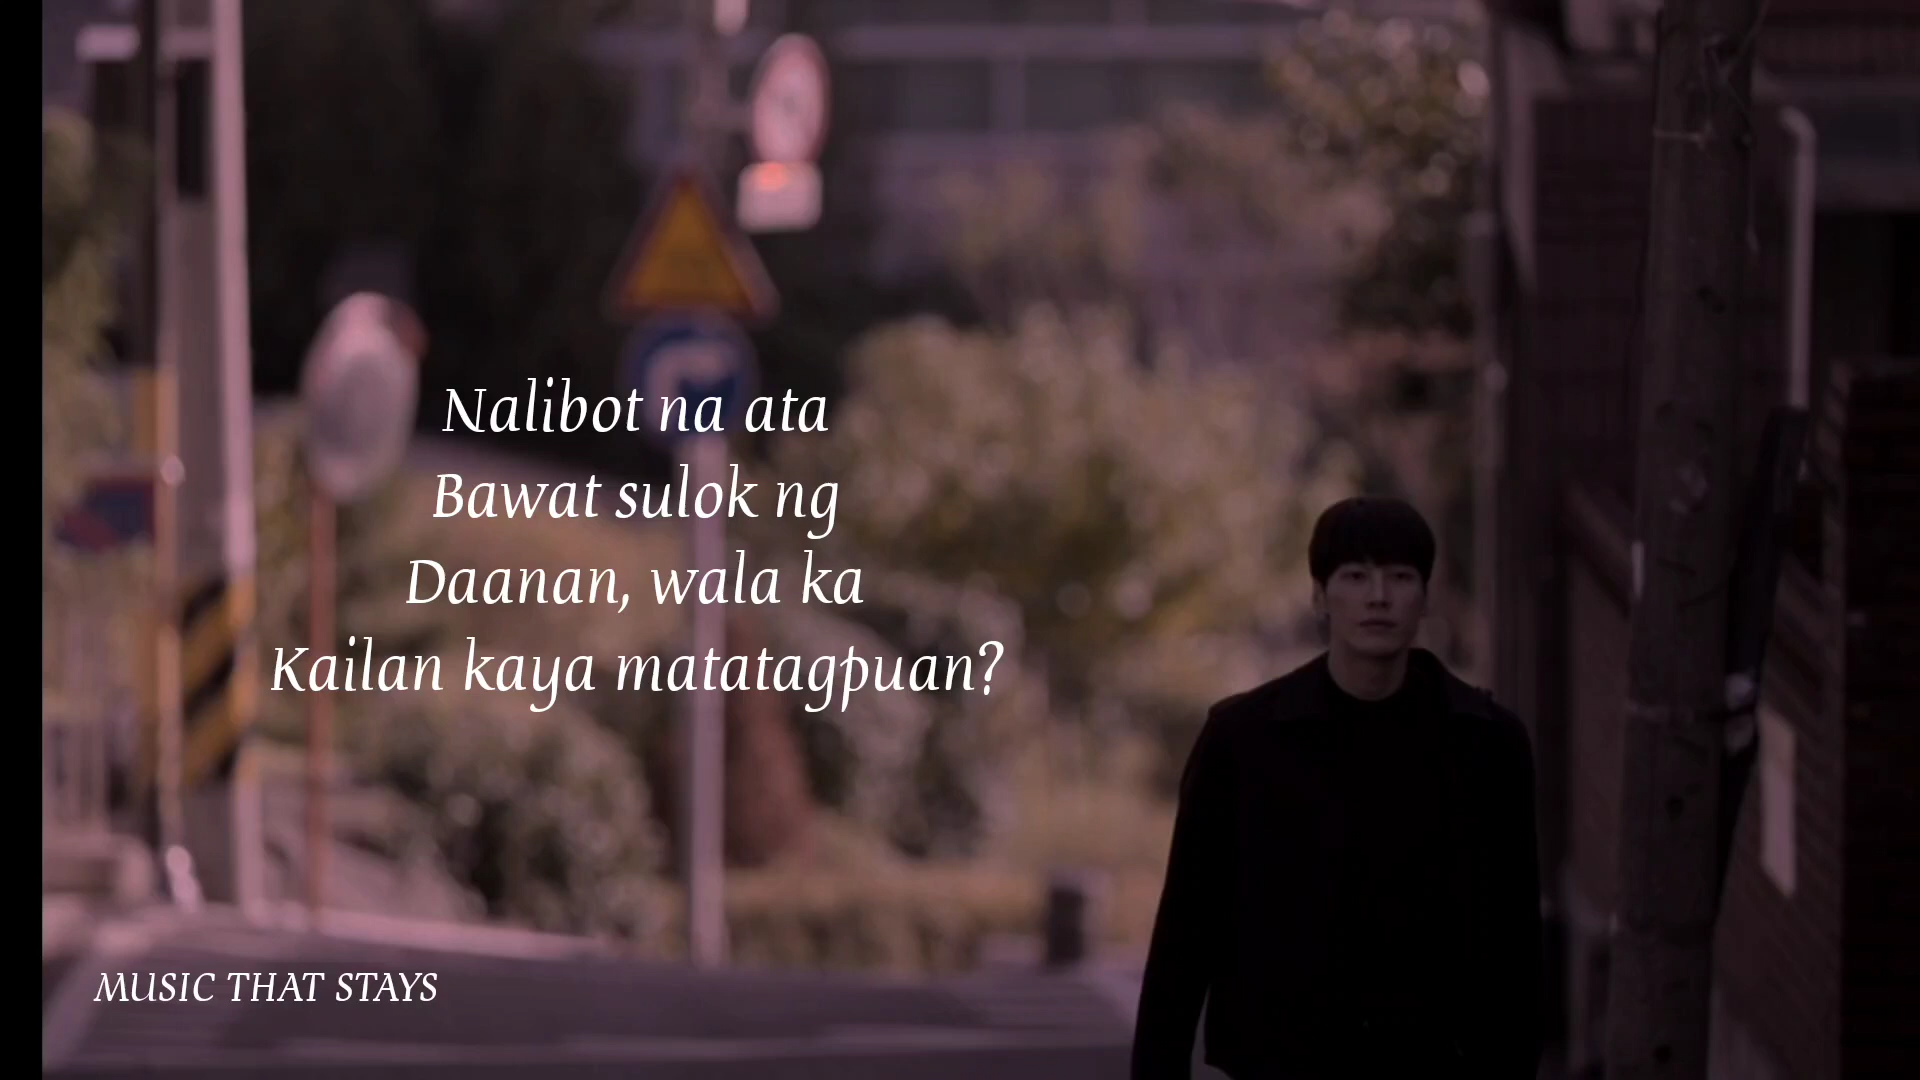 Nalibot na ata
Bawat sulok ng
Daanan, wala ka
Kailan kaya matatagpuan?
MUSIC THAT STAYS